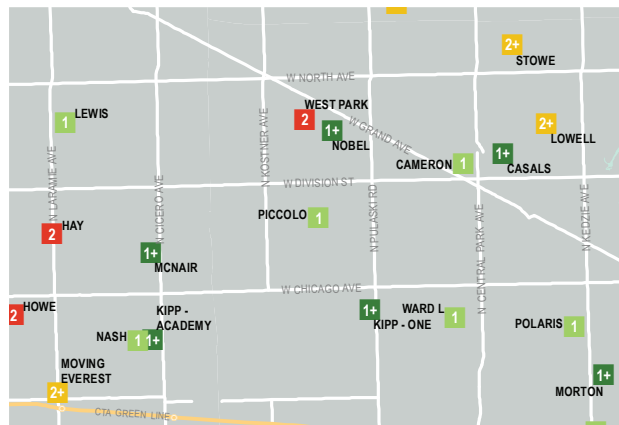 2+
STOWE
W NORTH AVE
WEST PARK
2
1
LEWIS
1+
NOBEL
W GRAND AVE
2+
LOWELL
N KOSTNER AVE
1+
CASALS
CAMERON
1
N LARAMIE AVE
N CICERO AVE
W DIVISION ST
N PULASKI RD
N CENTRAL PARK AVE
N KEDZIE AVE
PICCOLO
1
2
HAY
1+
MCNAIR
W CHICAGO AVE
HOWE
2
KIPP -
ACADEMY
1+
NASH
1
1+
KIPP - ONE
WARD L
1
POLARIS
1
MOVING
EVEREST
2+
1+
MORTON
CTA GREEN LINE